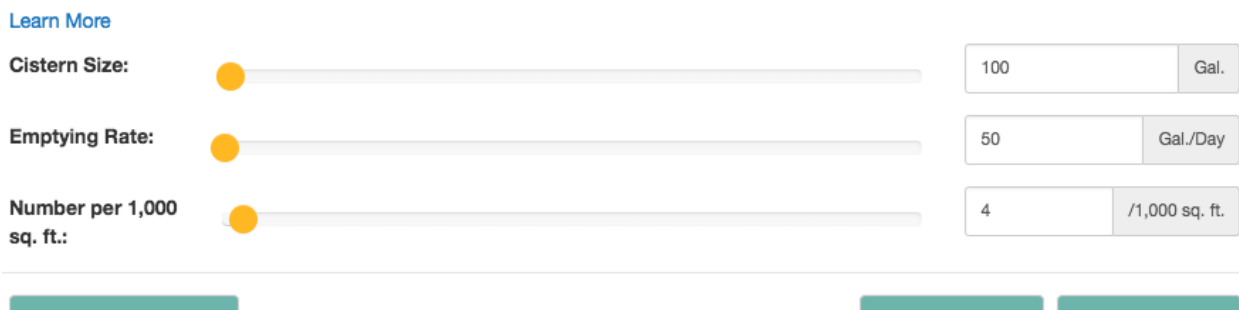 Learn More
Cistern Size: 100 Gal.
Emptying Rate: 50 Gal./Day
Number per 1,000 4 /1,000 sq. ft.
sq. ft.: